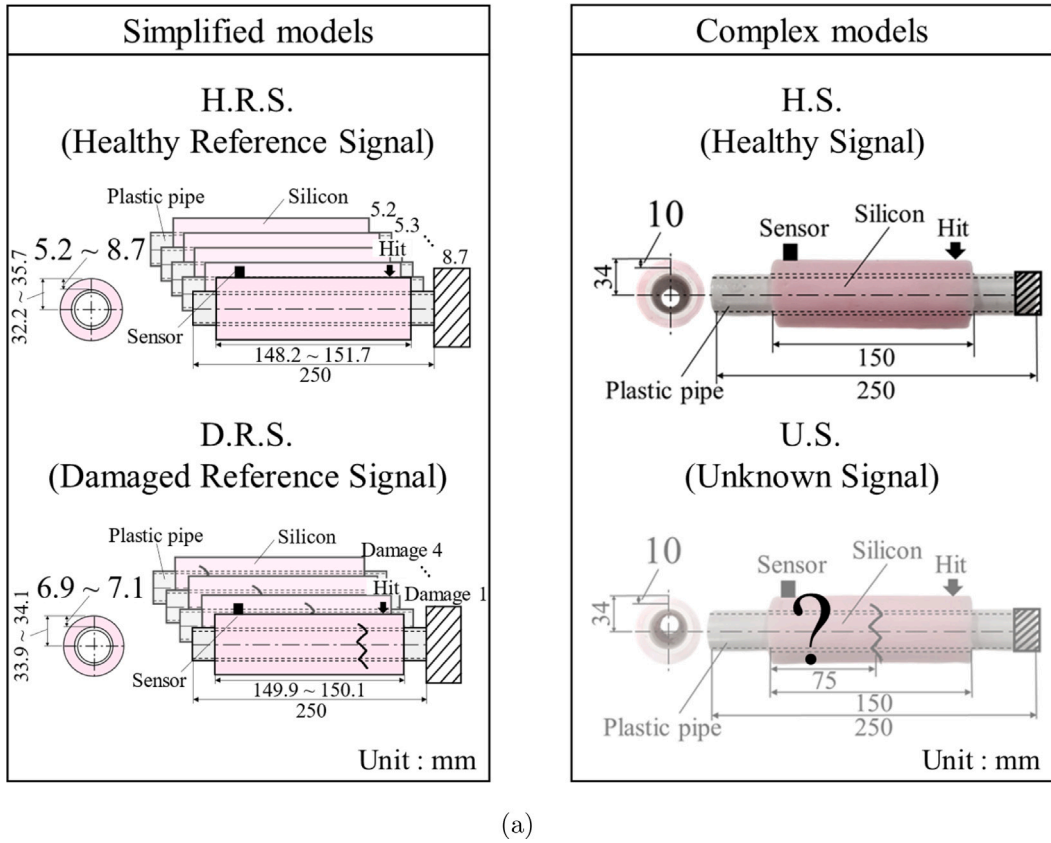 Simplified models
H.R.S.
(Healthy Reference Signal)
Plastic pipe
Silicon
5.2
5.3
5.2 ~ 8.7
Hit
8.7
32.2 ~ 35.7
Sensor
148.2 ~ 151.7
250
D.R.S.
(Damaged Reference Signal)
Plastic pipe
Silicon
Damage 4
6.9 ~ 7.1
Hit
Damage 1
33.9 ~ 34.1
Sensor
149.9 ~ 150.1
250
Unit : mm
Complex models
H.S.
(Healthy Signal)
10
Sensor
Silicon
Hit
34
150
Plastic pipe
250
U.S.
(Unknown Signal)
10
Sensor
Silicon
Hit
34
?
75
150
Plastic pipe
250
Unit : mm
(a)